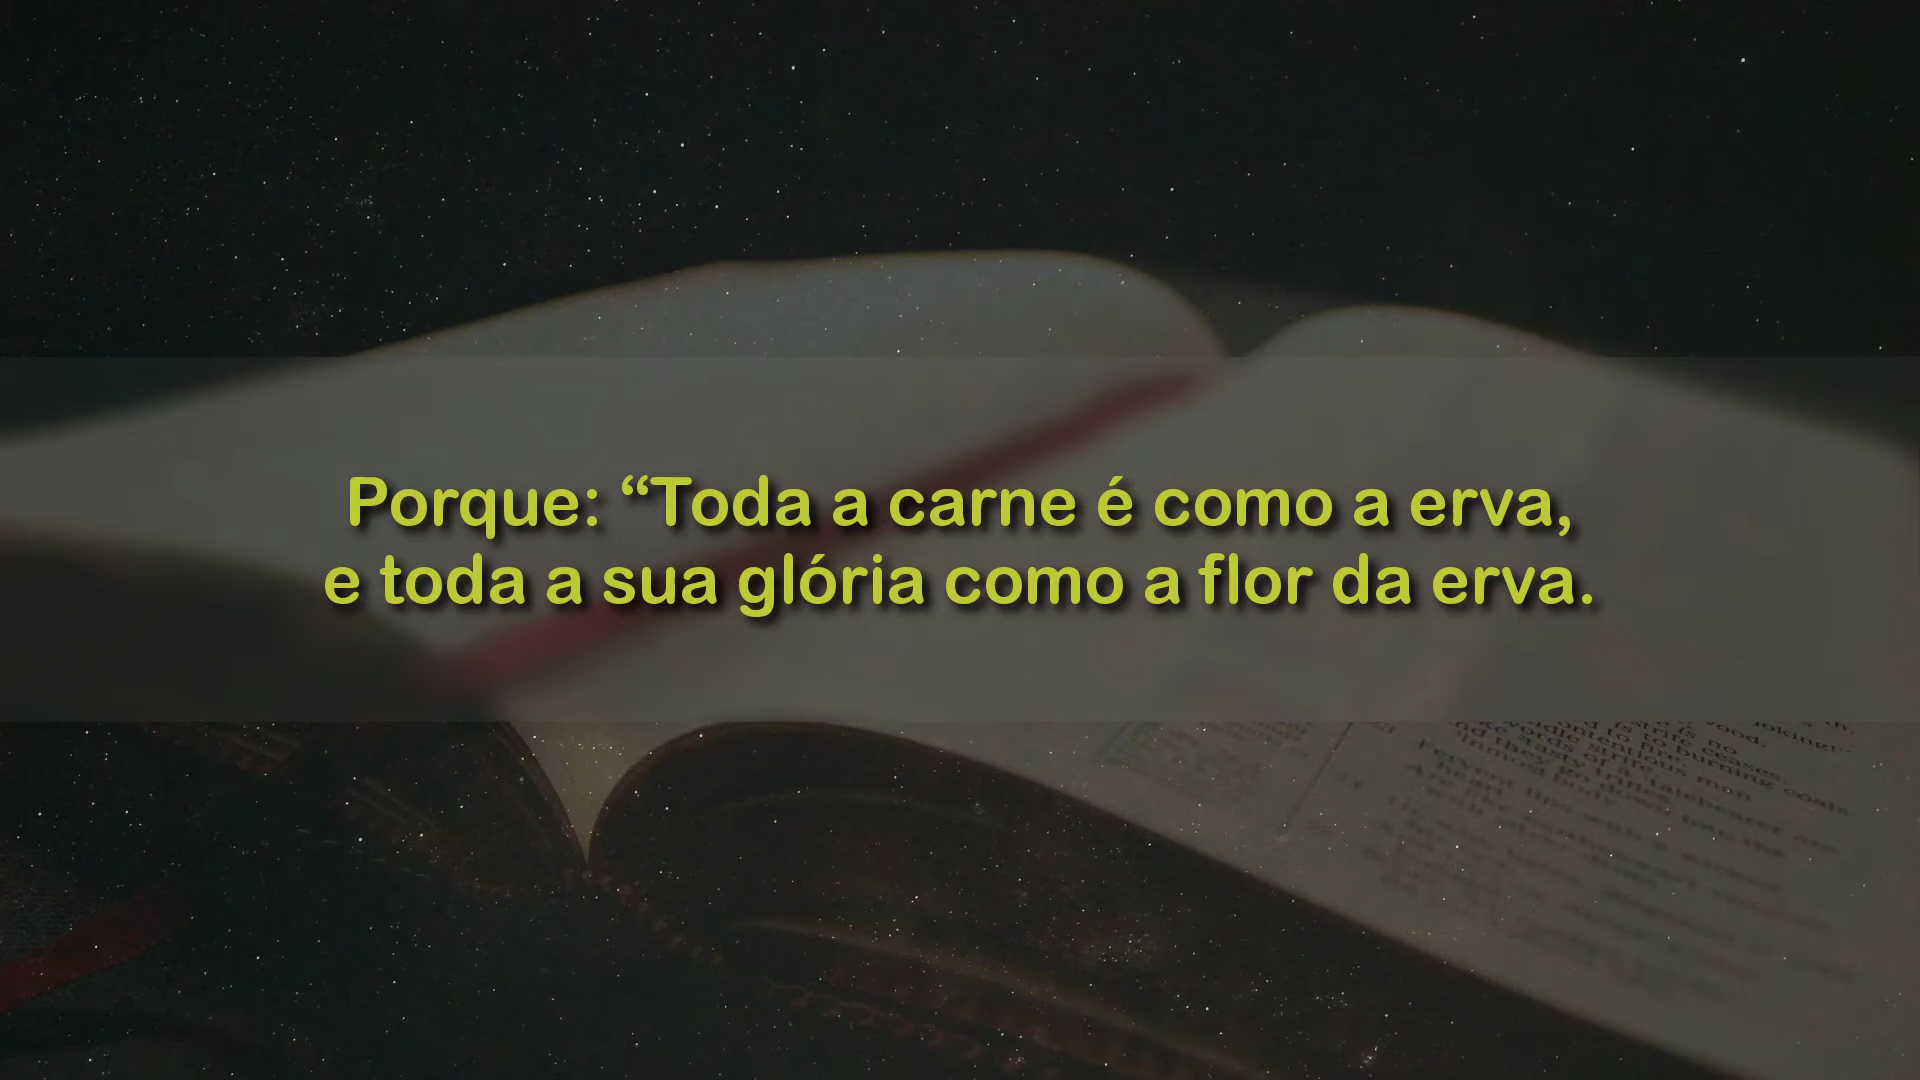 Porque: “Toda a carne é como a erva,
e toda a sua glória como a flor da erva.